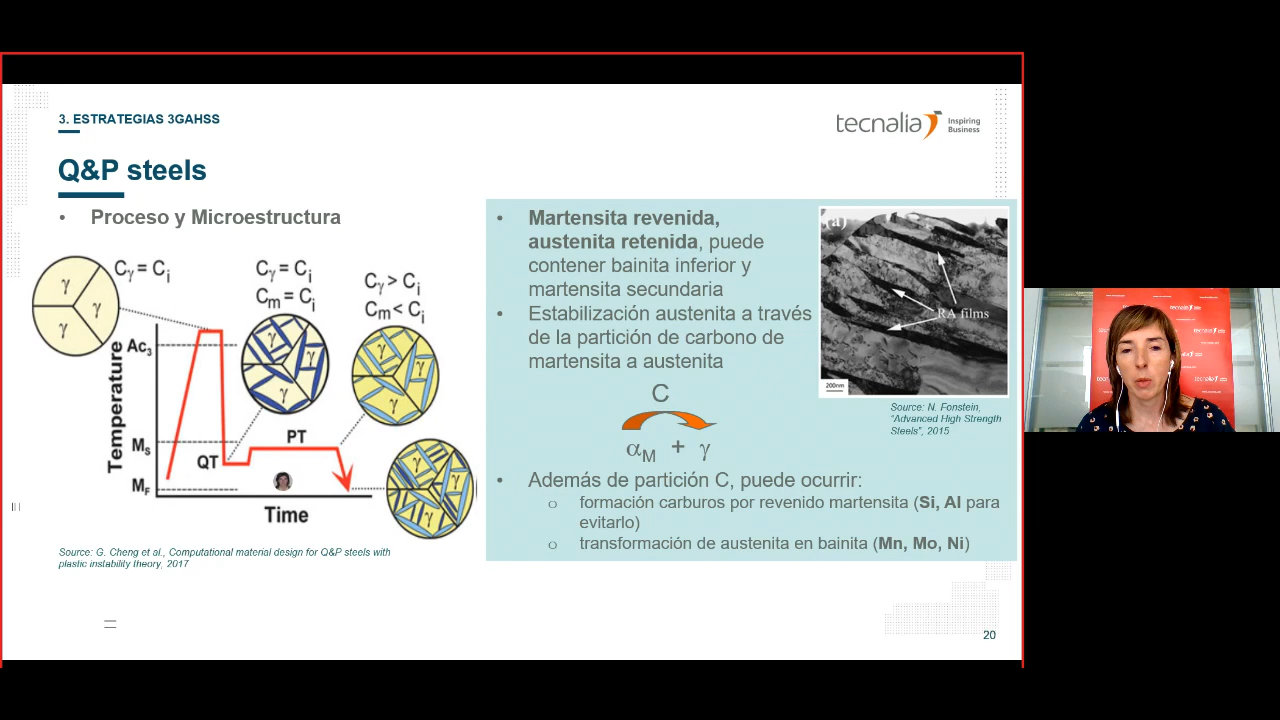 3. ESTRATEGIAS 3GAHSS
tecnalia Inspiring
Business
Q&P steels
• Proceso y Microestructura
Cγ = Ci
Cγ = Ci
Cm = Ci
Cγ > Ci
Cm < Ci
γ
γ
γ
γ
γ
γ
γ
γ
γ
Temperature
Ac3
Ms
QT
PT
MF
Time
Source: G. Cheng et al., Computational material design for Q&P steels with
plastic instability theory, 2017
• Martensita revenida,
austenita retenida, puede
contener bainita inferior y
martensita secundaria
• Estabilización austenita a través
de la partición de carbono de
martensita a austenita
C
αM + γ
• Además de partición C, puede ocurrir:
o formación carburos por revenido martensita (Si, Al para
evitarlo)
o transformación de austenita en bainita (Mn, Mo, Ni)
(a)
RA films
200nm
Source: N. Fonstein,
"Advanced High Strength
Steels", 2015
20
tecnalia
tecnalia